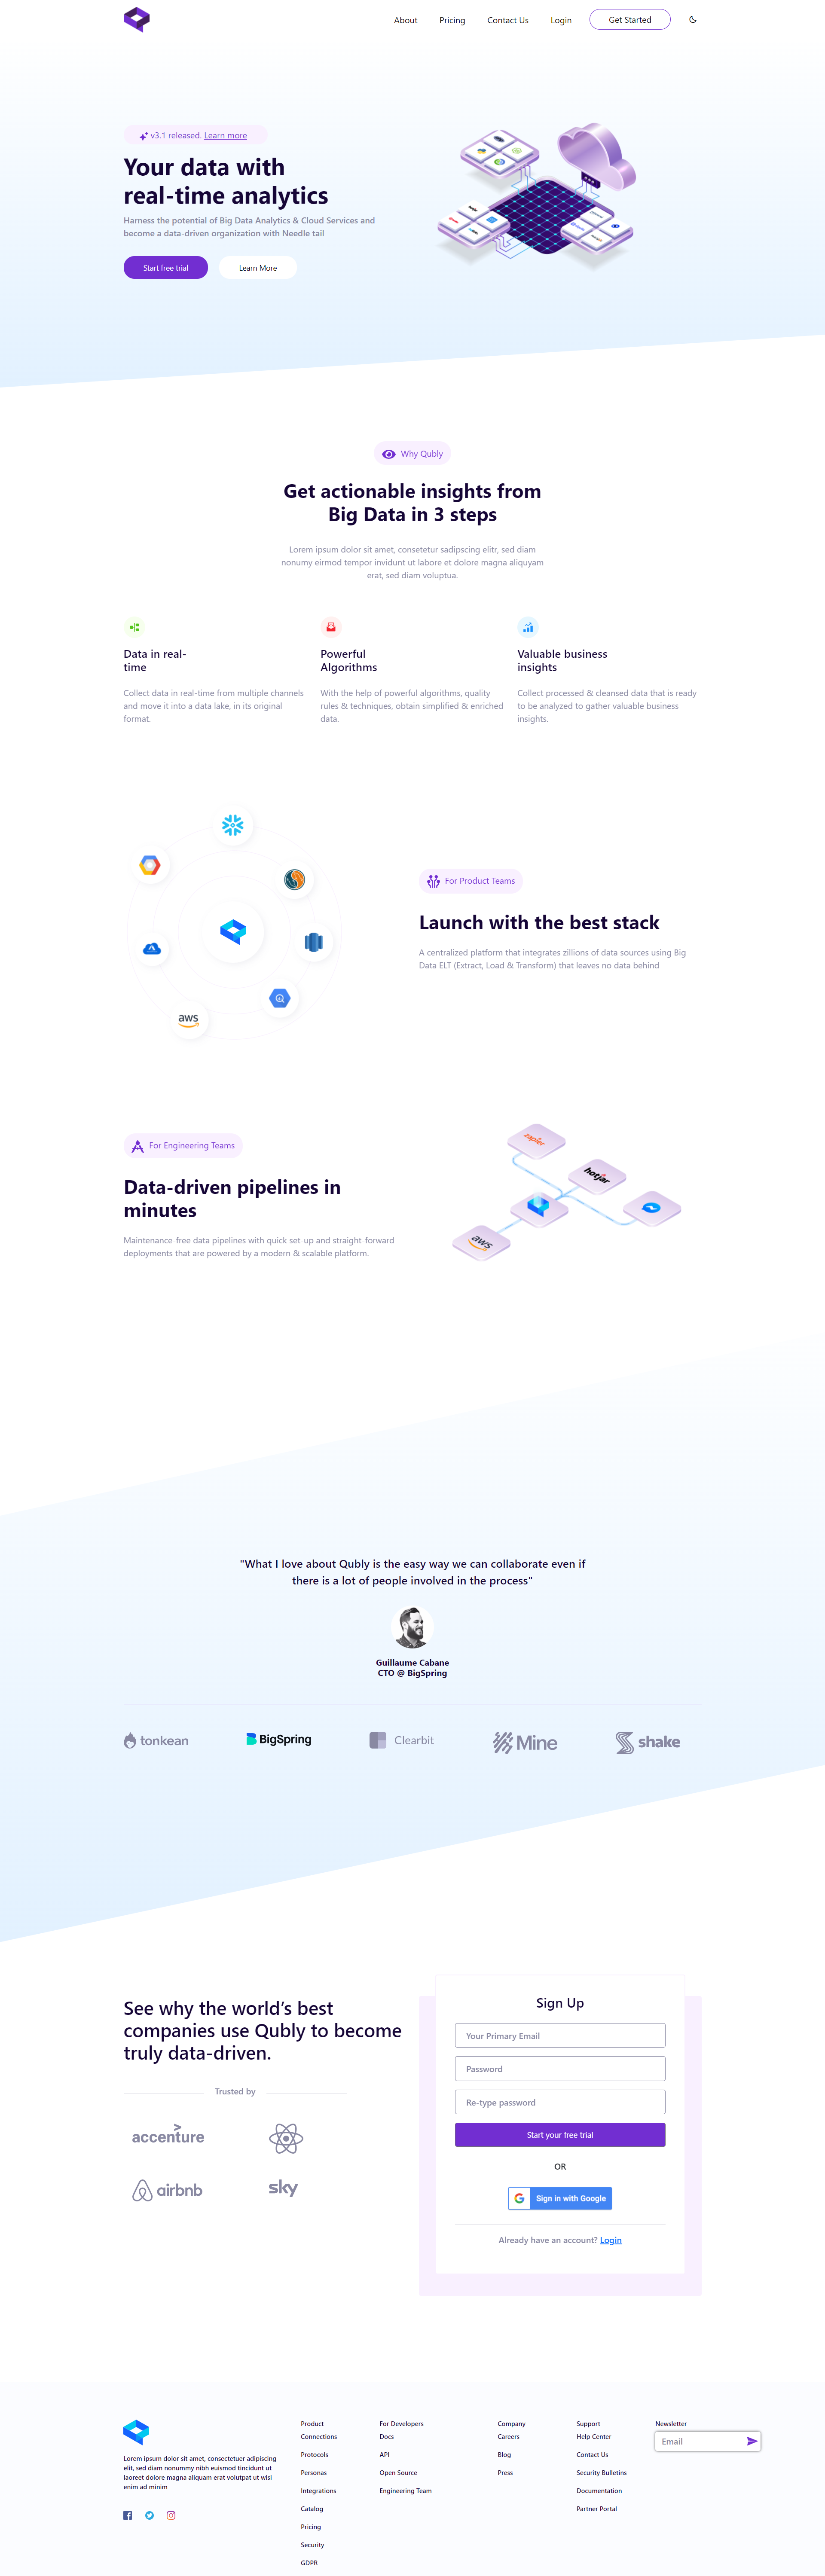 About Pricing Contact Us Login Get Started
v3.1 released. Learn more
Your data with
real-time analytics
Harness the potential of Big Data Analytics & Cloud Services and
become a data-driven organization with Needle tail
Start free trial Learn More
Why Qubly
Get actionable insights from
Big Data in 3 steps
Lorem ipsum dolor sit amet, consetetur sadipscing elitr, sed diam
nonumy eirmod tempor invidunt ut labore et dolore magna aliquyam
erat, sed diam voluptua.
Data in real-
time
Collect data in real-time from multiple channels
and move it into a data lake, in its original
format.
Powerful
Algorithms
With the help of powerful algorithms, quality
rules & techniques, obtain simplified & enriched
data.
Valuable business
insights
Collect processed & cleansed data that is ready
to be analyzed to gather valuable business
insights.
aws
For Product Teams
Launch with the best stack
A centralized platform that integrates zillions of data sources using Big
Data ELT (Extract, Load & Transform) that leaves no data behind
For Engineering Teams
Data-driven pipelines in
minutes
Maintenance-free data pipelines with quick set-up and straight-forward
deployments that are powered by a modern & scalable platform.
zapier
hotjar
aws
"What I love about Qubly is the easy way we can collaborate even if
there is a lot of people involved in the process"
Guillaume Cabane
CTO @ BigSpring
tonkean BigSpring Clearbit Mine shake
See why the world's best
companies use Qubly to become
truly data-driven.
Trusted by
accenture
airbnb sky
Sign Up
Your Primary Email
Password
Re-type password
Start your free trial
OR
Sign in with Google
Already have an account? Login
Lorem ipsum dolor sit amet, consectetuer adipiscing
elit, sed diam nonummy nibh euismod tincidunt ut
laoreet dolore magna aliquam erat volutpat ut wisi
enim ad minim
Product
Connections
Protocols
Personas
Integrations
Catalog
Pricing
Security
GDPR
For Developers
Docs
API
Open Source
Engineering Team
Company
Careers
Blog
Press
Support
Help Center
Contact Us
Security Bulletins
Documentation
Partner Portal
Newsletter
Email